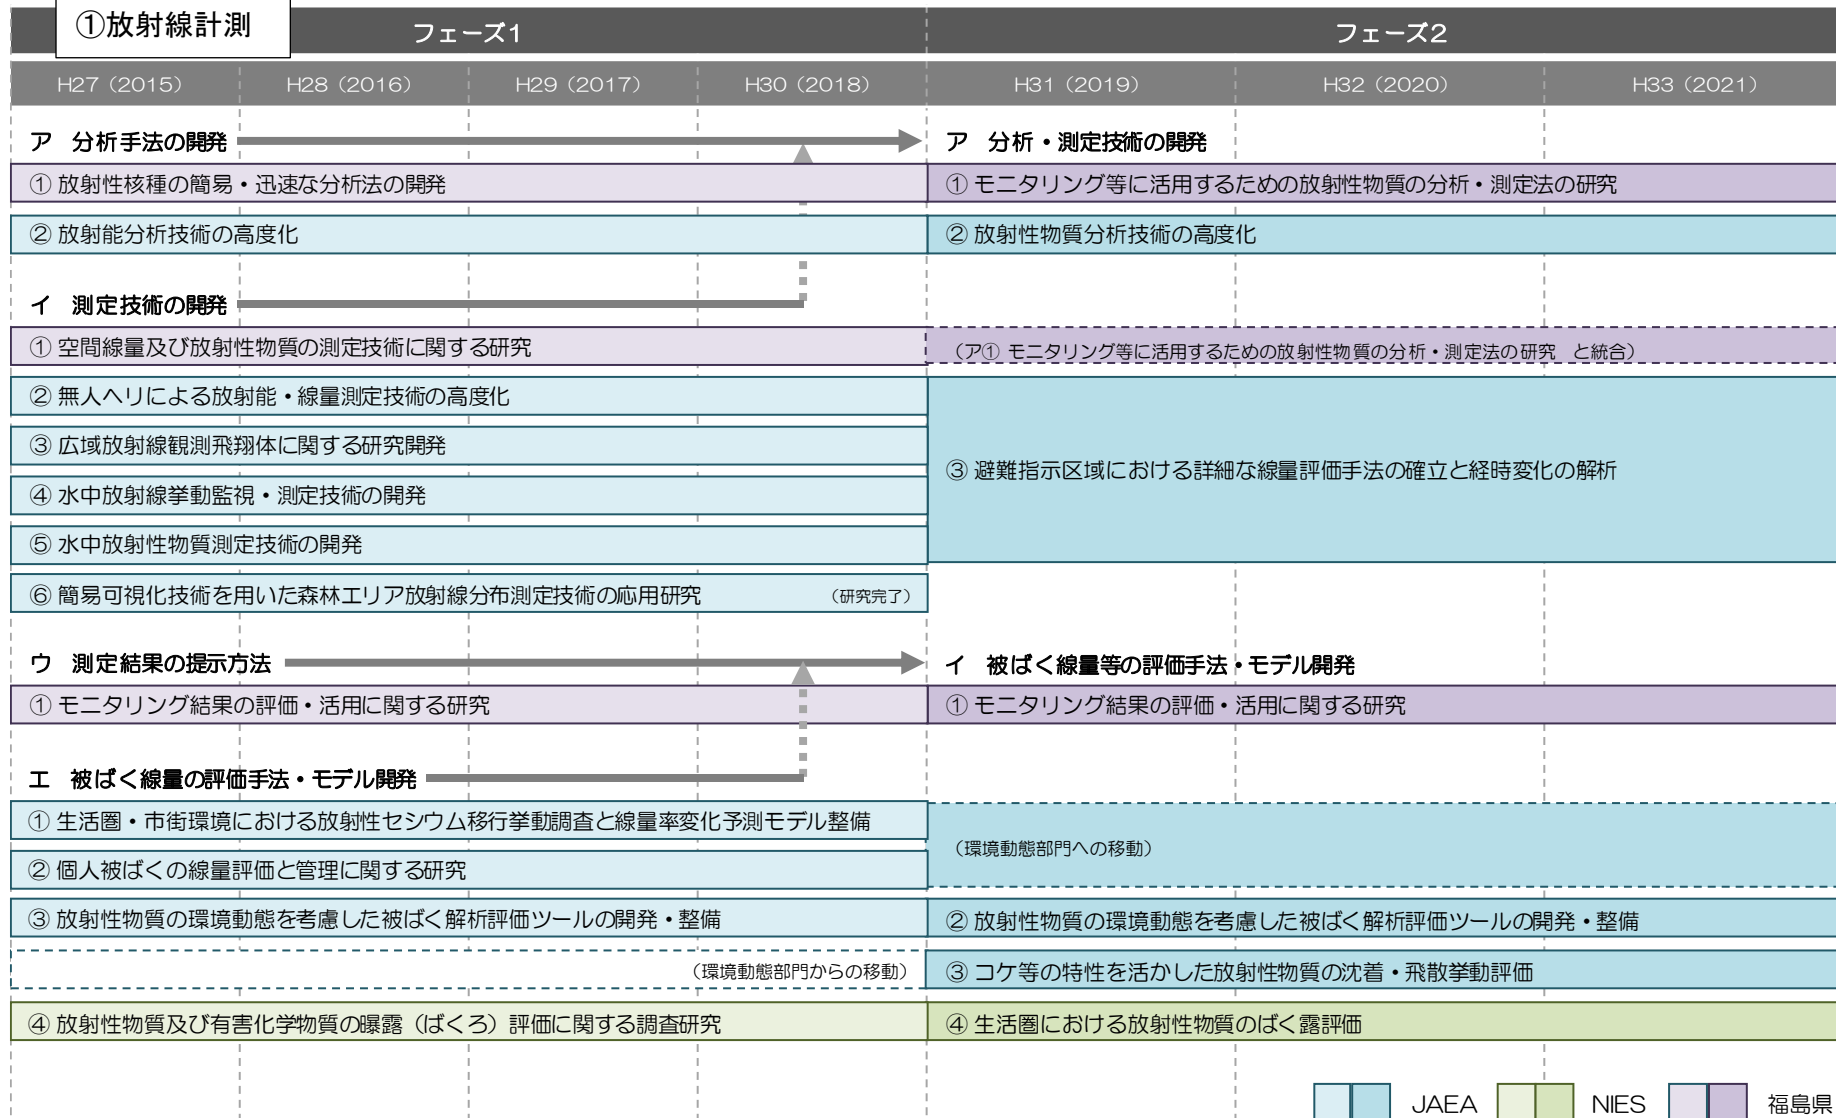 ①放射線計測
フェーズ1
フェーズ2
H27（2015）
H28（2016）
H29（2017）
H30（2018）
H31（2019）
H32（2020）
H33（2021）
ア　分析手法の開発
ア　分析・測定技術の開発
① 放射性核種の簡易・迅速な分析法の開発
① モニタリング等に活用するための放射性物質の分析・測定法の研究
② 放射能分析技術の高度化
② 放射性物質分析技術の高度化
イ　測定技術の開発
① 空間線量及び放射性物質の測定技術に関する研究
（ア① モニタリング等に活用するための放射性物質の分析・測定法の研究　と統合）
② 無人ヘリによる放射能・線量測定技術の高度化
③ 広域放射線観測飛翔体に関する研究開発
④ 水中放射線挙動監視・測定技術の開発
⑤ 水中放射性物質測定技術の開発
③ 避難指示区域における詳細な線量評価手法の確立と経時変化の解析
⑥ 簡易可視化技術を用いた森林エリア放射線分布測定技術の応用研究
（研究完了）
ウ　測定結果の提示方法
イ　被ばく線量等の評価手法・モデル開発
① モニタリング結果の評価・活用に関する研究
① モニタリング結果の評価・活用に関する研究
エ　被ばく線量の評価手法・モデル開発
① 生活圏・市街環境における放射性セシウム移行挙動調査と線量率変化予測モデル整備
② 個人被ばくの線量評価と管理に関する研究
（環境動態部門への移動）
③ 放射性物質の環境動態を考慮した被ばく解析評価ツールの開発・整備
② 放射性物質の環境動態を考慮した被ばく解析評価ツールの開発・整備
（環境動態部門からの移動）
③ コケ等の特性を活かした放射性物質の沈着・飛散挙動評価
④ 放射性物質及び有害化学物質の曝露（ばくろ）評価に関する調査研究
④ 生活圏における放射性物質のばく露評価
JAEA
NIES
福島県